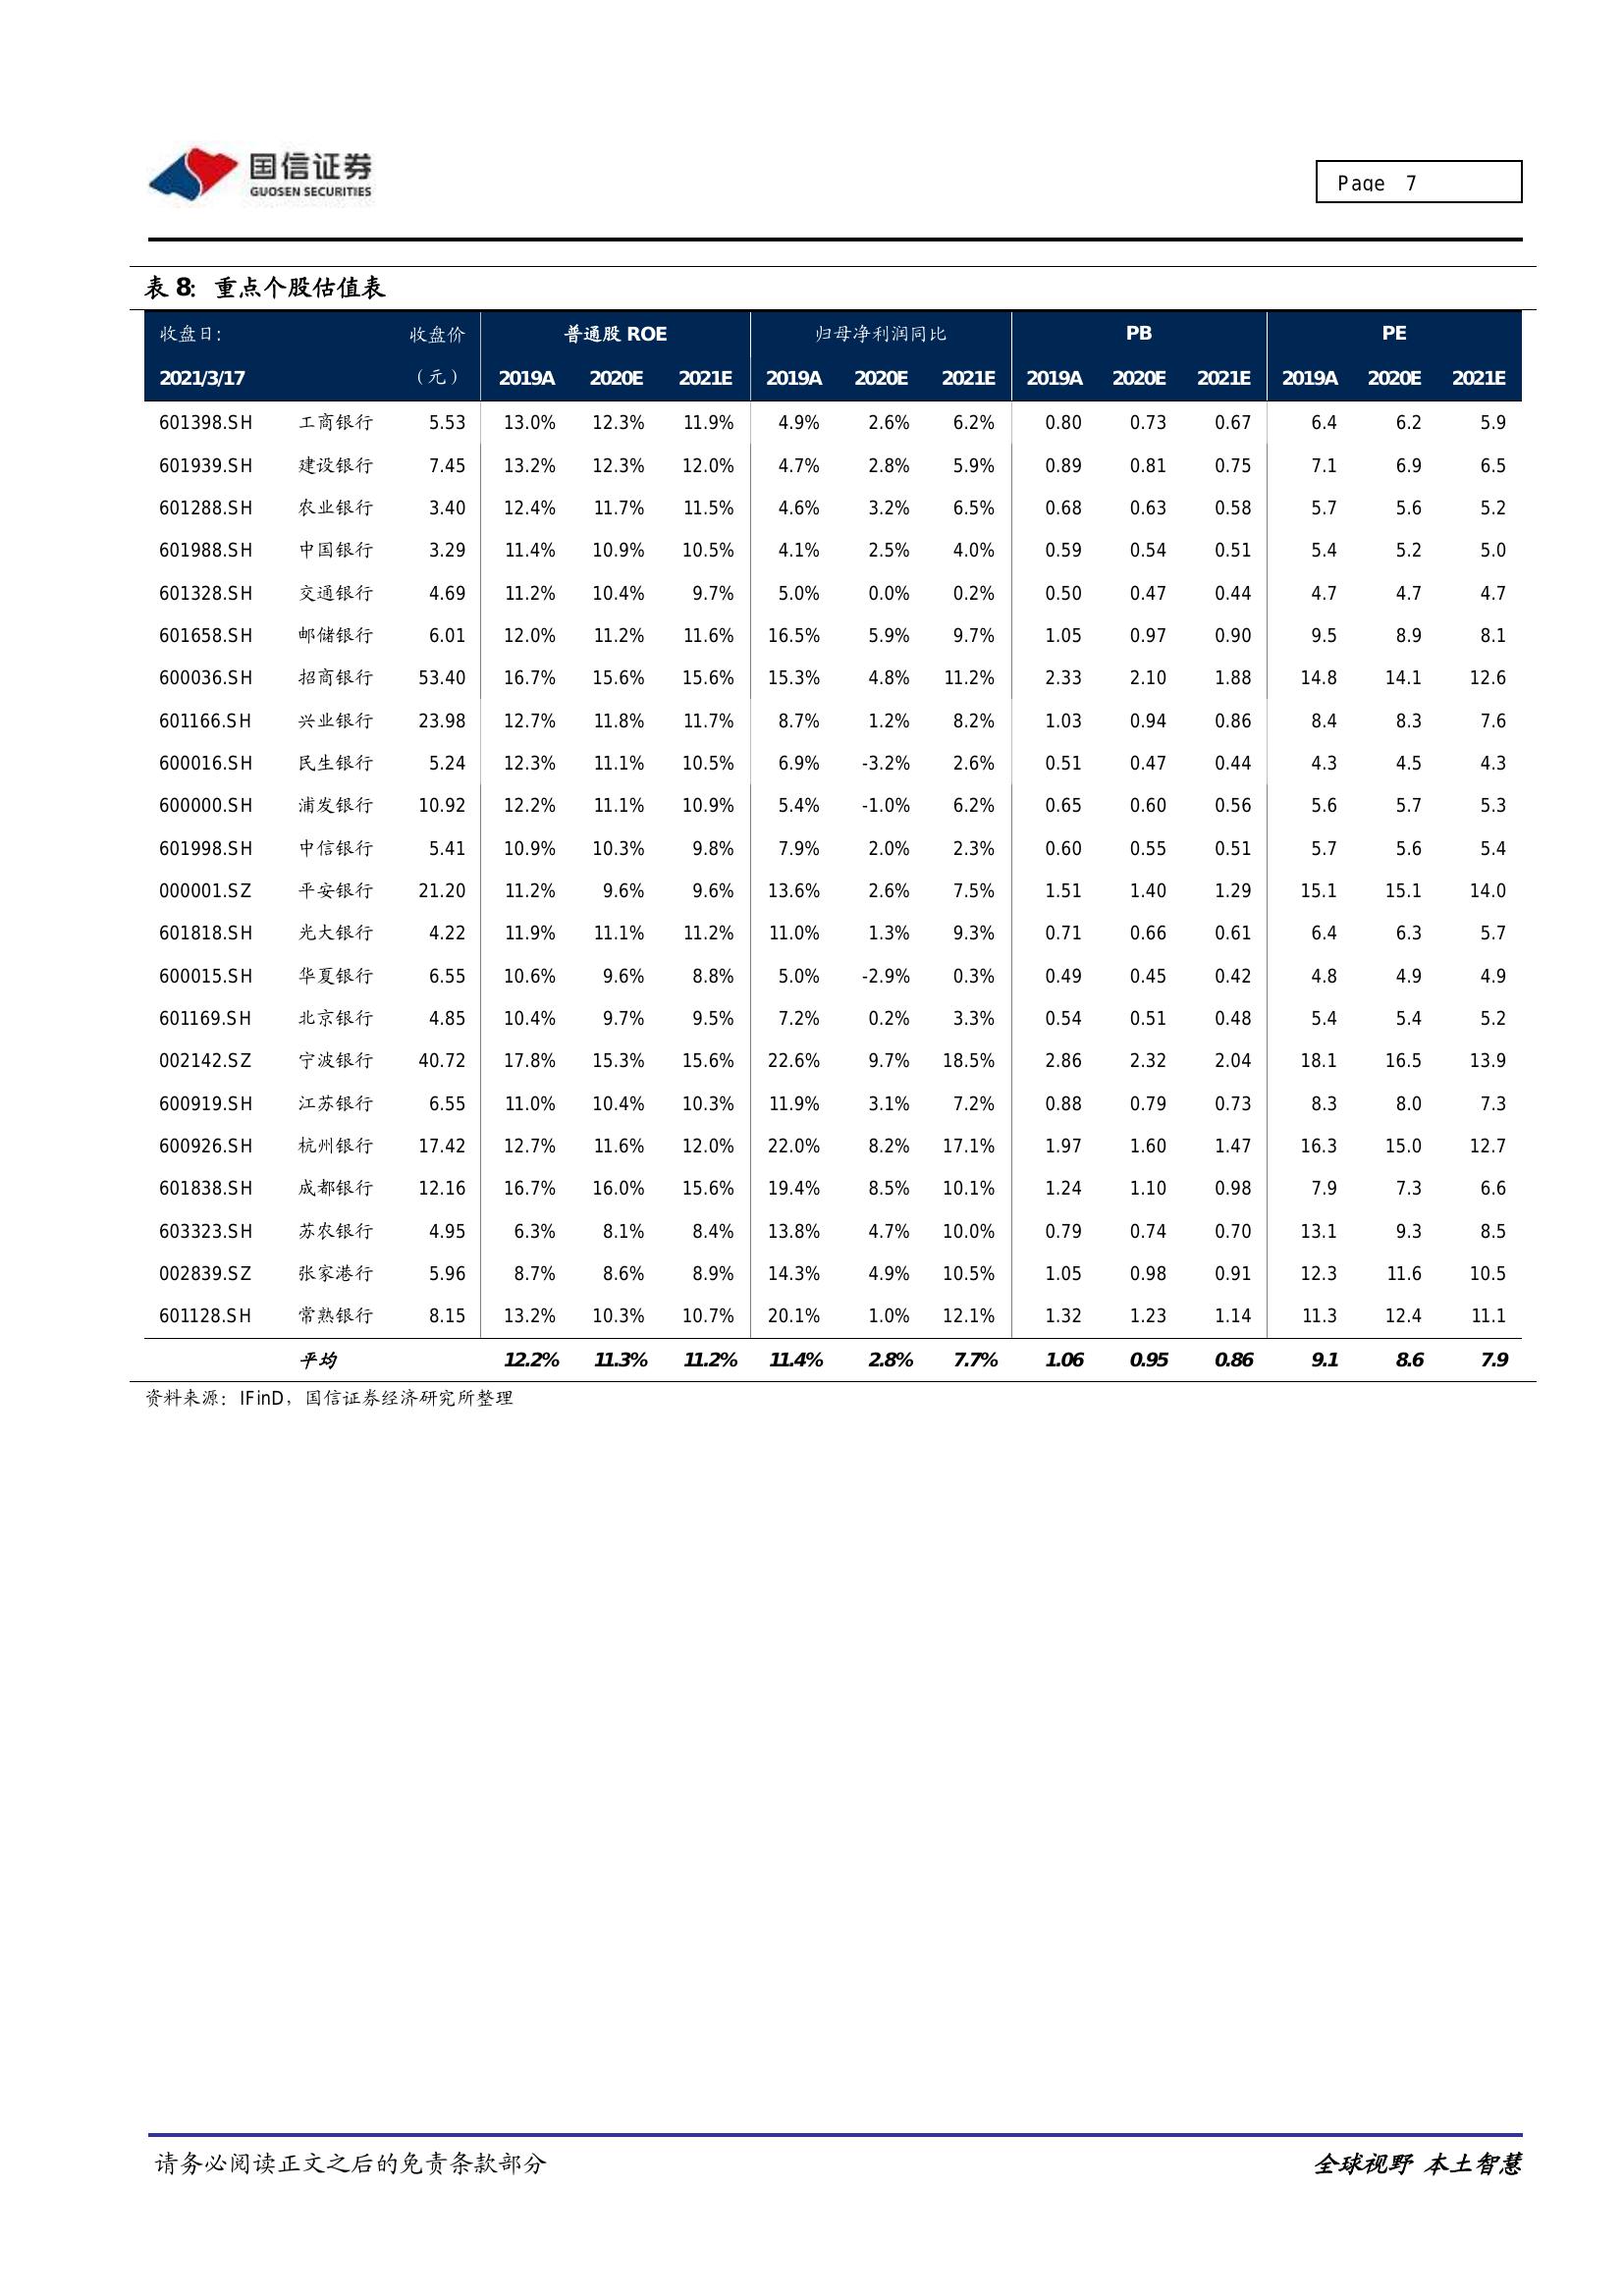 国信证券
GUOSEN SECURITIES
Page 7
表 8：重点个股估值表
收盘日： 收盘价 普通股 ROE 归母净利润同比 PB PE
2021/3/17 （元） 2019A 2020E 2021E 2019A 2020E 2021E 2019A 2020E 2021E 2019A 2020E 2021E
601398.SH 工商银行 5.53 13.0% 12.3% 11.9% 4.9% 2.6% 6.2% 0.80 0.73 0.67 6.4 6.2 5.9
601939.SH 建设银行 7.45 13.2% 12.3% 12.0% 4.7% 2.8% 5.9% 0.89 0.81 0.75 7.1 6.9 6.5
601288.SH 农业银行 3.40 12.4% 11.7% 11.5% 4.6% 3.2% 6.5% 0.68 0.63 0.58 5.7 5.6 5.2
601988.SH 中国银行 3.29 11.4% 10.9% 10.5% 4.1% 2.5% 4.0% 0.59 0.54 0.51 5.4 5.2 5.0
601328.SH 交通银行 4.69 11.2% 10.4% 9.7% 5.0% 0.0% 0.2% 0.50 0.47 0.44 4.7 4.7 4.7
601658.SH 邮储银行 6.01 12.0% 11.2% 11.6% 16.5% 5.9% 9.7% 1.05 0.97 0.90 9.5 8.9 8.1
600036.SH 招商银行 53.40 16.7% 15.6% 15.6% 15.3% 4.8% 11.2% 2.33 2.10 1.88 14.8 14.1 12.6
601166.SH 兴业银行 23.98 12.7% 11.8% 11.7% 8.7% 1.2% 8.2% 1.03 0.94 0.86 8.4 8.3 7.6
600016.SH 民生银行 5.24 12.3% 11.1% 10.5% 6.9% -3.2% 2.6% 0.51 0.47 0.44 4.3 4.5 4.3
600000.SH 浦发银行 10.92 12.2% 11.1% 10.9% 5.4% -1.0% 6.2% 0.65 0.60 0.56 5.6 5.7 5.3
601998.SH 中信银行 5.41 10.9% 10.3% 9.8% 7.9% 2.0% 2.3% 0.60 0.55 0.51 5.7 5.6 5.4
000001.SZ 平安银行 21.20 11.2% 9.6% 9.6% 13.6% 2.6% 7.5% 1.51 1.40 1.29 15.1 15.1 14.0
601818.SH 光大银行 4.22 11.9% 11.1% 11.2% 11.0% 1.3% 9.3% 0.71 0.66 0.61 6.4 6.3 5.7
600015.SH 华夏银行 6.55 10.6% 9.6% 8.8% 5.0% -2.9% 0.3% 0.49 0.45 0.42 4.8 4.9 4.9
601169.SH 北京银行 4.85 10.4% 9.7% 9.5% 7.2% 0.2% 3.3% 0.54 0.51 0.48 5.4 5.4 5.2
002142.SZ 宁波银行 40.72 17.8% 15.3% 15.6% 22.6% 9.7% 18.5% 2.86 2.32 2.04 18.1 16.5 13.9
600919.SH 江苏银行 6.55 11.0% 10.4% 10.3% 11.9% 3.1% 7.2% 0.88 0.79 0.73 8.3 8.0 7.3
600926.SH 杭州银行 17.42 12.7% 11.6% 12.0% 22.0% 8.2% 17.1% 1.97 1.60 1.47 16.3 15.0 12.7
601838.SH 成都银行 12.16 16.7% 16.0% 15.6% 19.4% 8.5% 10.1% 1.24 1.10 0.98 7.9 7.3 6.6
603323.SH 苏农银行 4.95 6.3% 8.1% 8.4% 13.8% 4.7% 10.0% 0.79 0.74 0.70 13.1 9.3 8.5
002839.SZ 张家港行 5.96 8.7% 8.6% 8.9% 14.3% 4.9% 10.5% 1.05 0.98 0.91 12.3 11.6 10.5
601128.SH 常熟银行 8.15 13.2% 10.3% 10.7% 20.1% 1.0% 12.1% 1.32 1.23 1.14 11.3 12.4 11.1
平均 12.2% 11.3% 11.2% 11.4% 2.8% 7.7% 1.06 0.95 0.86 9.1 8.6 7.9
资料来源：IFinD，国信证券经济研究所整理
请务必阅读正文之后的免责条款部分 全球视野 本土智慧